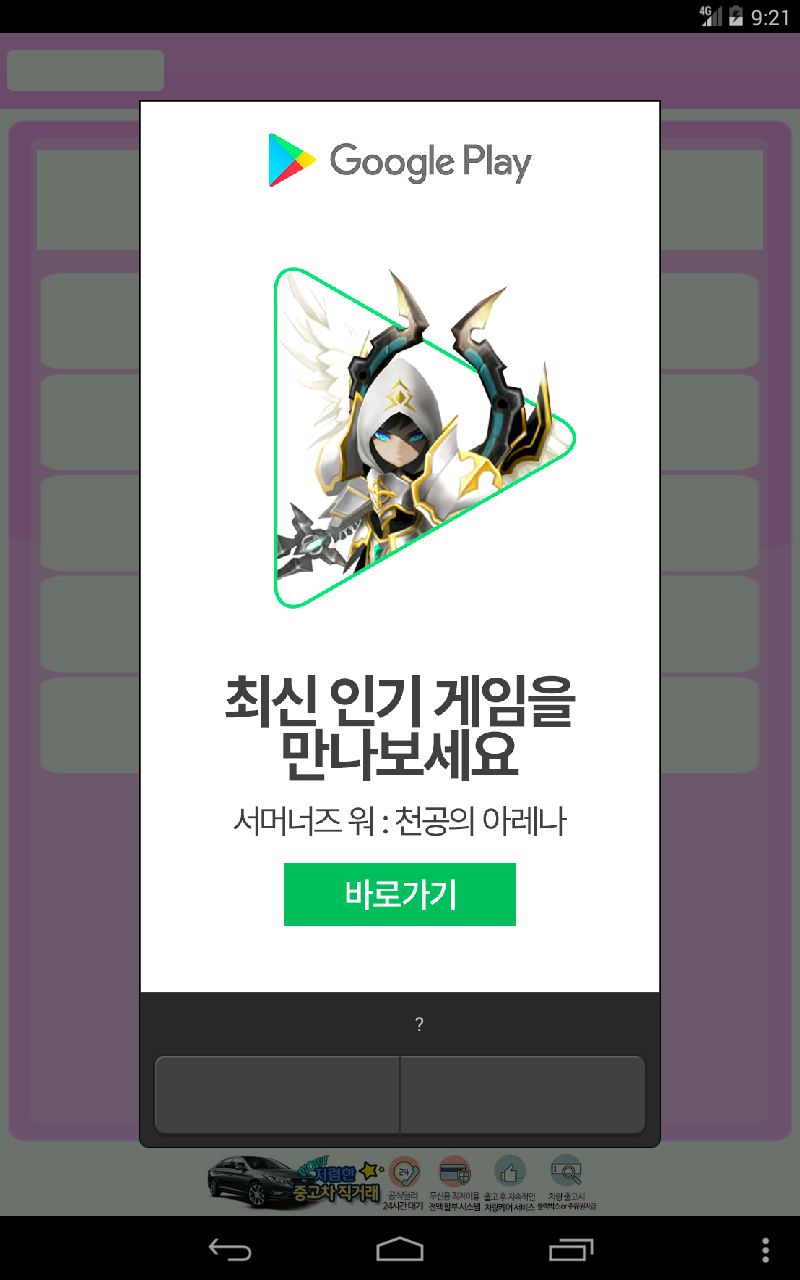 4G 9:21
Google Play
최신 인기 게임을
만나보세요
서머너즈 워 : 천공의 아레나
바로가기
?
WOW!!
저렴한
중고차 직거래
24
공식딜러
24시간 대기
무신용 최저이율
전액 할부 시스템
출고 후 지속적인
차량케어 서비스
차량 출고시
블랙박스 or 주유권지급